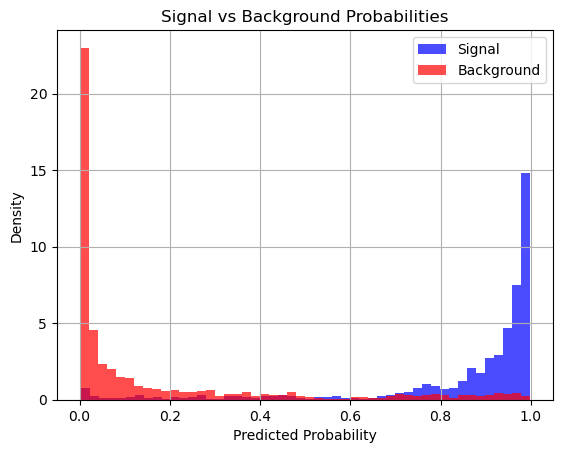 Signal vs Background Probabilities
Signal
Background
Density
20
15
10
5
0
0.0 0.2 0.4 0.6 0.8 1.0
Predicted Probability